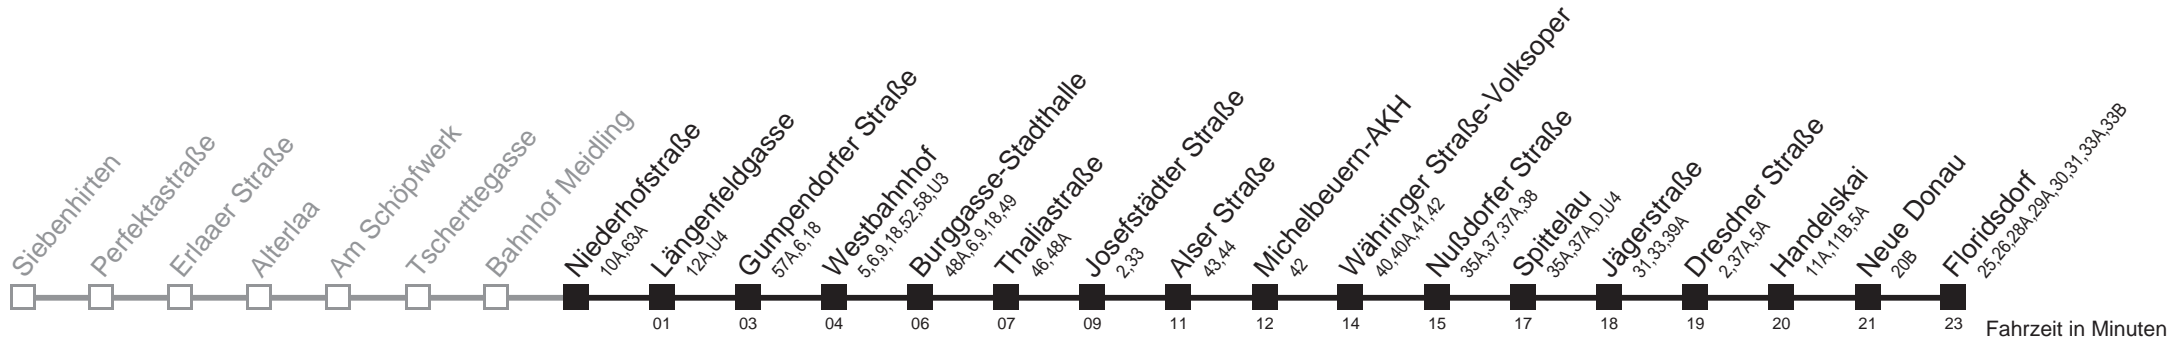 Siebenhirten
Perfektastraße
Erlaaer Straße
Alterlaa
Am Schöpfwerk
Tscherttegasse
Bahnhof Meidling
Niederhofstraße
10A,63A
Längenfeldgasse
12A,U4
Gumpendorfer Straße
57A,6,18
Westbahnhof
5,6,9,18,52,58,U3
Burggasse-Stadthalle
48A,6,9,18,49
Thaliastraße
46,48A
Josefstädter Straße
2,33
Alser Straße
43,44
Michelbeuern-AKH
42
Währinger Straße-Volksoper
40,40A,41,42
Nußdorfer Straße
35A,37,37A,38
Spittelau
35A,37A,D,U4
Jägerstraße
31,33,39A
Dresdner Straße
2,37A,5A
Handelskai
11A,11B,5A
Neue Donau
20B
Floridsdorf
25,26,28A,29A,30,31,33A,33B
01 03 04 06 07 09 11 12 14 15 17 18 19 20 21 23 Fahrzeit in Minuten